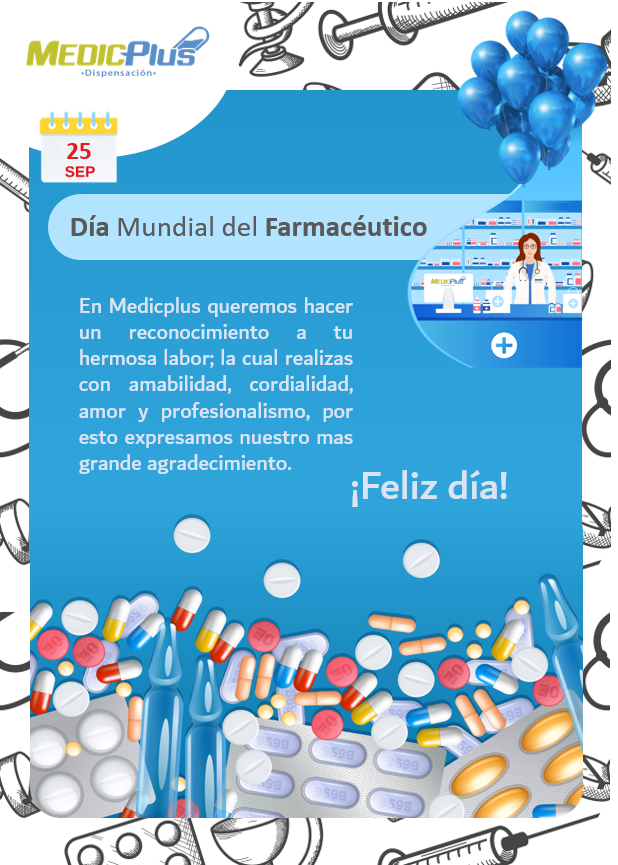 MEDICPLUS
•Dispensación•
25
SEP
Día Mundial del Farmacéutico
MEDICPLUS
En Medicplus queremos hacer
un reconocimiento a tu
hermosa labor; la cual realizas
con amabilidad, cordialidad,
amor y profesionalismo, por
esto expresamos nuestro mas
grande agradecimiento.
¡Feliz día!